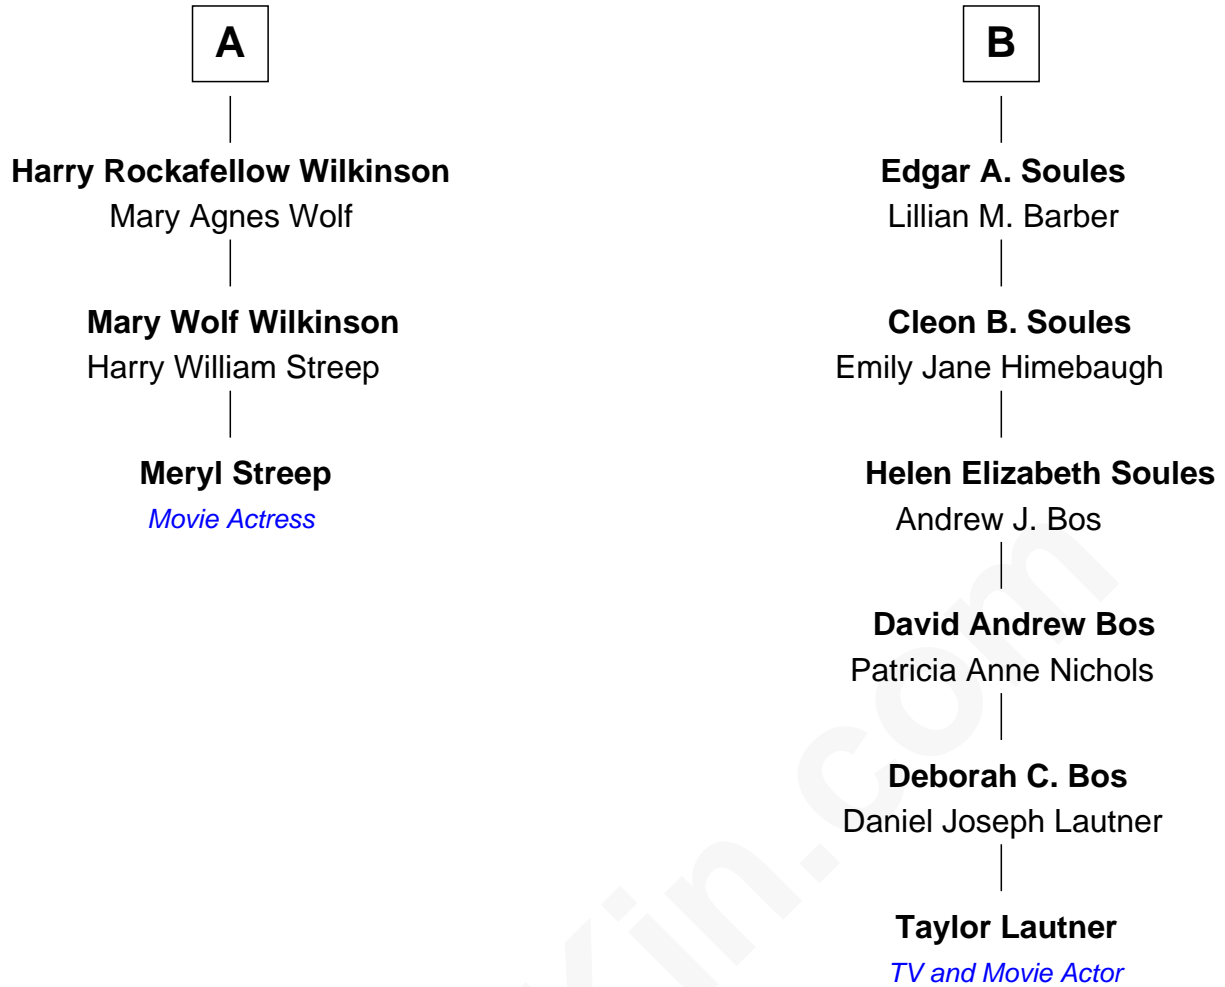 A
Harry Rockafellow Wilkinson
Mary Agnes Wolf
Mary Wolf Wilkinson
Harry William Streep
Meryl Streep
Movie Actress
B
Edgar A. Soules
Lillian M. Barber
Cleon B. Soules
Emily Jane Himebaugh
Helen Elizabeth Soules
Andrew J. Bos
David Andrew Bos
Patricia Anne Nichols
Deborah C. Bos
Daniel Joseph Lautner
Taylor Lautner
TV and Movie Actor
Kin.com